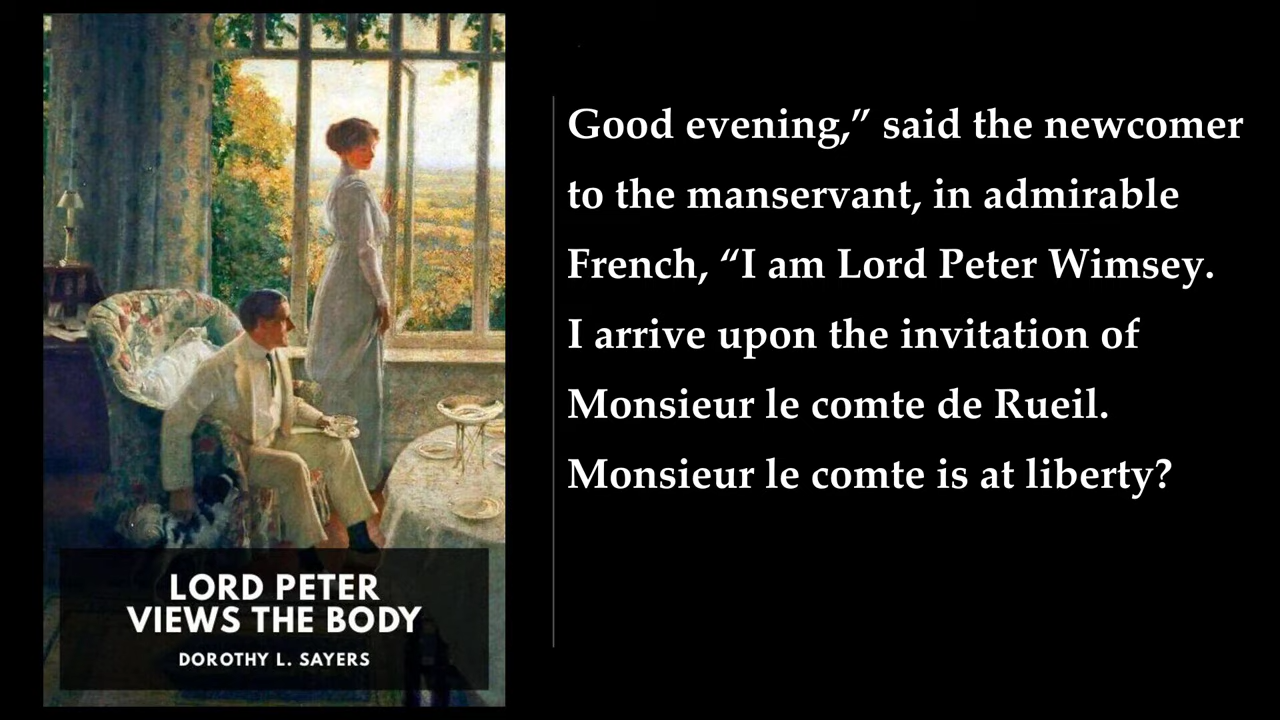 LORD PETER
VIEWS THE BODY
DOROTHY L. SAYERS
Good evening,” said the newcomer
to the manservant, in admirable
French, “I am Lord Peter Wimsey.
I arrive upon the invitation of
Monsieur le comte de Rueil.
Monsieur le comte is at liberty?